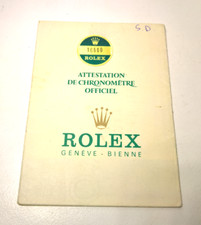 S D
ROLEX
ATTESTATION
DE CHRONOMÈTRE
OFFICIEL
ROLEX
GENÈVE - BIENNE